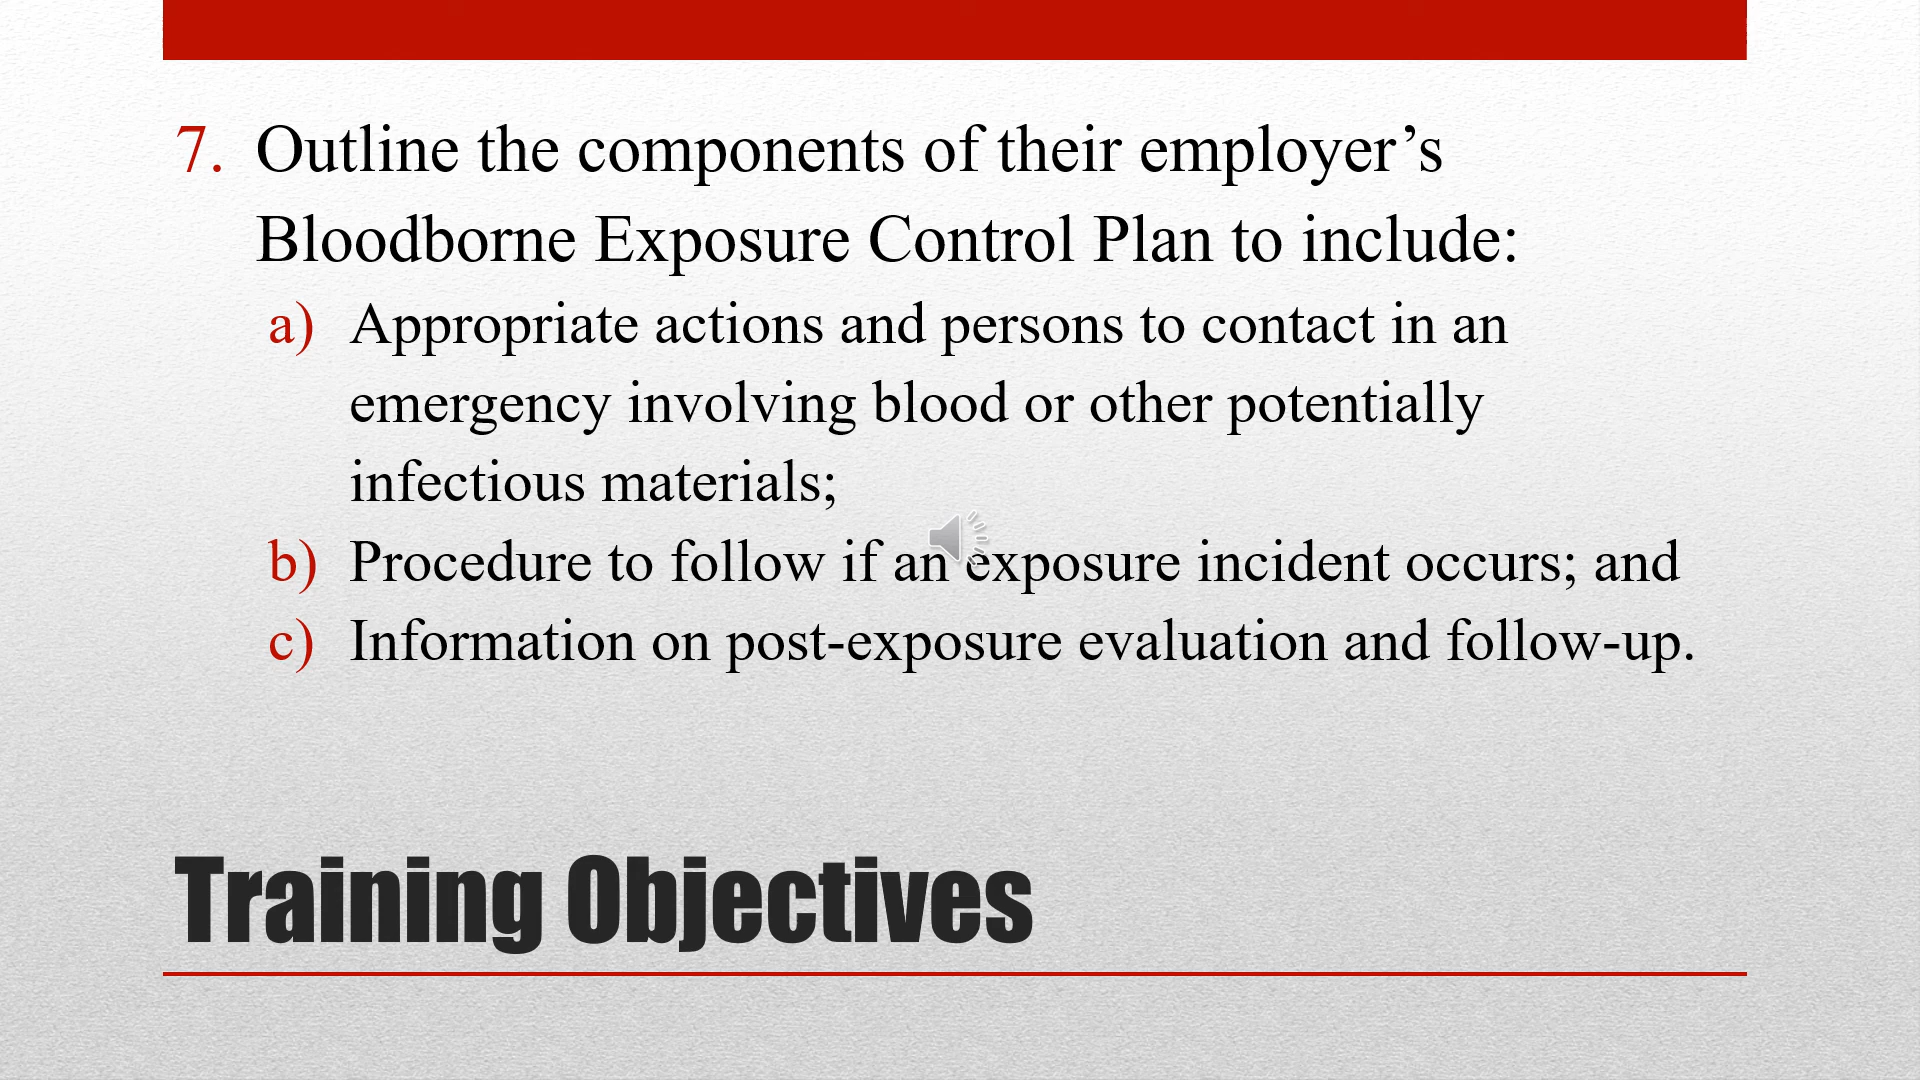 7. Outline the components of their employer’s
Bloodborne Exposure Control Plan to include:
a) Appropriate actions and persons to contact in an
emergency involving blood or other potentially
infectious materials;
b) Procedure to follow if an exposure incident occurs; and
c) Information on post-exposure evaluation and follow-up.
Training Objectives